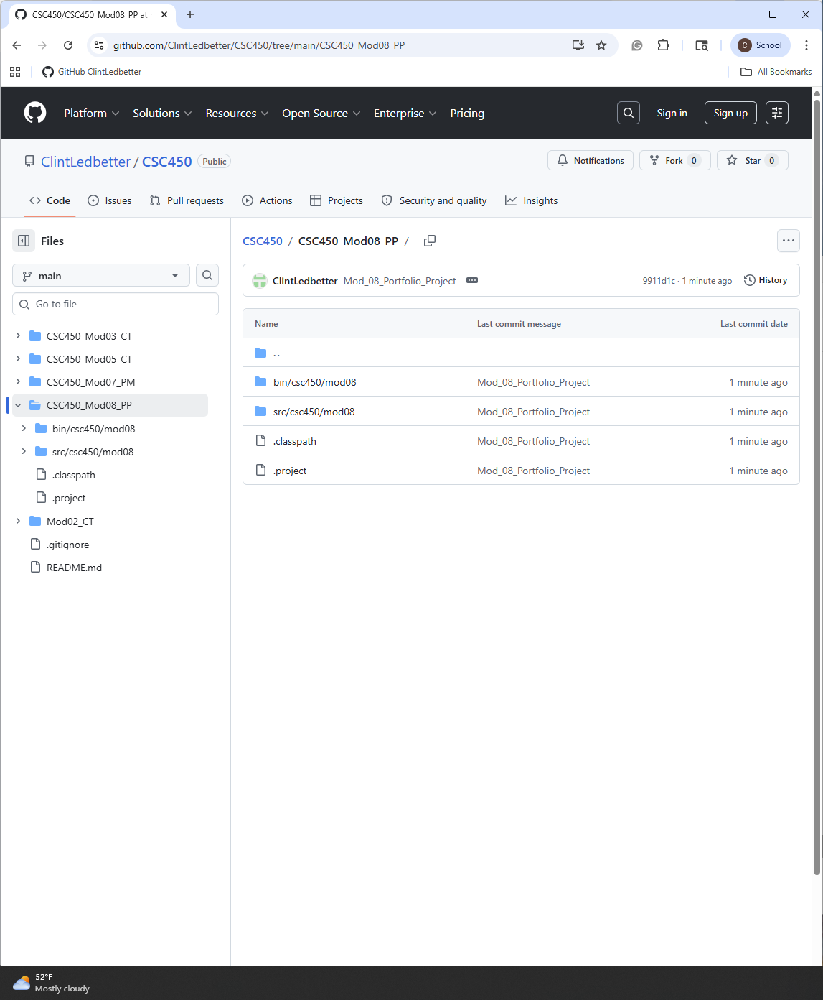 CSC450/CSC450_Mod08_PP at
github.com/ClintLedbetter/CSC450/tree/main/CSC450_Mod08_PP
C School
GitHub ClintLedbetter
All Bookmarks
Platform Solutions Resources Open Source Enterprise Pricing Sign in Sign up
ClintLedbetter / CSC450 Public
Notifications Fork 0 Star 0
Code Issues Pull requests Actions Projects Security and quality Insights
Files
main
Go to file
CSC450_Mod03_CT
CSC450_Mod05_CT
CSC450_Mod07_PM
CSC450_Mod08_PP
bin/csc450/mod08
src/csc450/mod08
.classpath
.project
Mod02_CT
.gitignore
README.md
CSC450 / CSC450_Mod08_PP /
ClintLedbetter Mod_08_Portfolio_Project 9911d1c · 1 minute ago History
Name Last commit message Last commit date
..
bin/csc450/mod08 Mod_08_Portfolio_Project 1 minute ago
src/csc450/mod08 Mod_08_Portfolio_Project 1 minute ago
.classpath Mod_08_Portfolio_Project 1 minute ago
.project Mod_08_Portfolio_Project 1 minute ago
52°F
Mostly cloudy